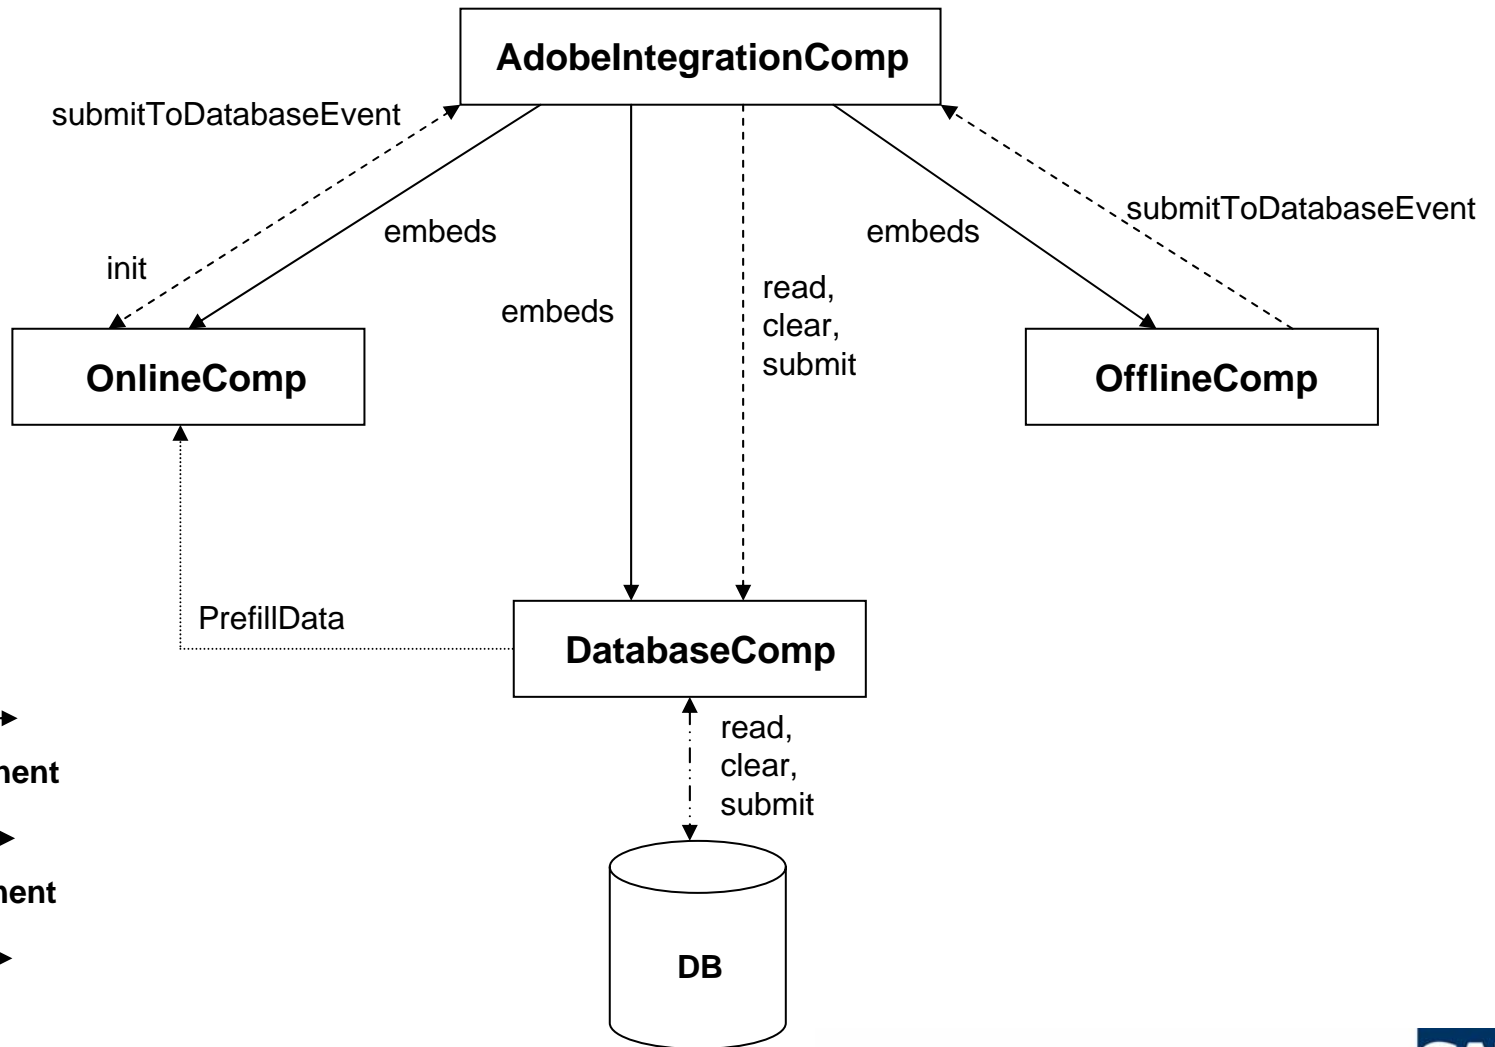 AdobeIntegrationComp
submitToDatabaseEvent
submitToDatabaseEvent
embeds
embeds
init
read,
embeds
clear,
submit
OnlineComp
OfflineComp
PrefillData
DatabaseComp
read,
clear,
submit
DB